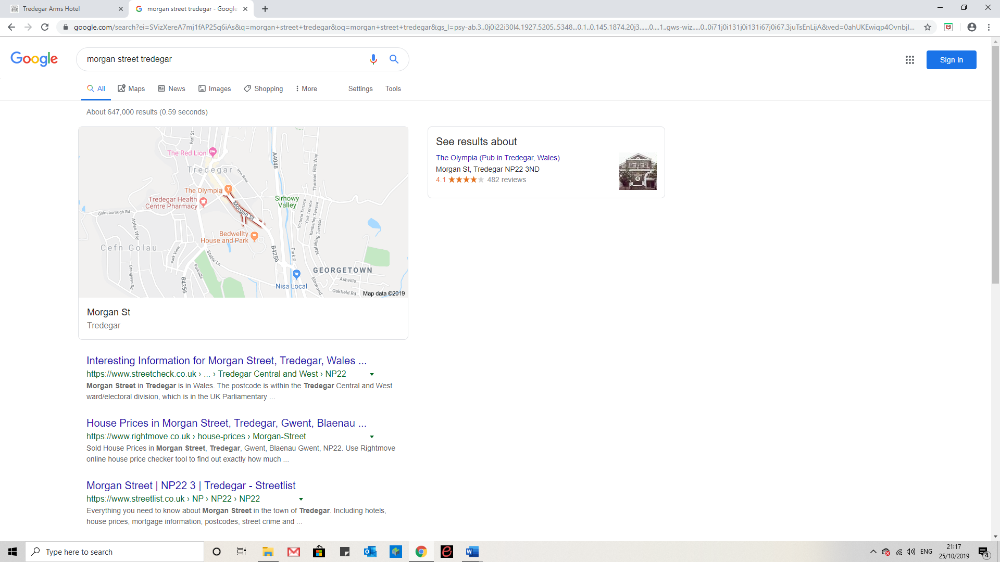 Tredegar Arms Hotel
morgan street tredegar - Google
google.com/search?ei=SVizXereA7mj1fAP25q6iAs&q=morgan+street+tredegar&oq=morgan+street+tredegar&gs_l=psy-ab.3..0j0i22i30l4.1927.5205..5348...0.1..0.145.1874.20j3......0....1..gws-wiz.....0..0i71j0i131j0i131i67j0i67.3juTsEnLijA&ved=0ahUKEwiqp4Ovnbjl...
Google
morgan street tredegar
Sign in
All
Maps
News
Images
Shopping
More
Settings
Tools
About 647,000 results (0.59 seconds)
Earl St
The Red Lion
A4048
Thomas Ellis Way
Tredegar
Iron Row
The Olympia
Tredegar Health
Centre Pharmacy
Sirhowy
Valley
Morgan St
Gainsborough Rd
Attlee Way
Victoria Terrace
York Terrace
Kimberley Terrace
Mafeking Terrace
Bedwellty
House and Park
Cefn Golau
Park View
Stable Ln
B4256
Park Pl
Brangwyn Rd
Parkville
B4256
GEORGETOWN
Nisa Local
Elmwood
Ashville
Oakfield Rd
Map data ©2019
Morgan St
Tredegar
See results about
The Olympia (Pub in Tredegar, Wales)
Morgan St, Tredegar NP22 3ND
4.1 ★★★★★ 482 reviews
Interesting Information for Morgan Street, Tredegar, Wales ...
https://www.streetcheck.co.uk › ... › Tredegar Central and West › NP22
Morgan Street in Tredegar is in Wales. The postcode is within the Tredegar Central and West
ward/electoral division, which is in the UK Parliamentary ...
House Prices in Morgan Street, Tredegar, Gwent, Blaenau ...
https://www.rightmove.co.uk › house-prices › Morgan-Street
Sold House Prices in Morgan Street, Tredegar, Gwent, Blaenau Gwent, NP22. Use Rightmove
online house price checker tool to find out exactly how much ...
Morgan Street | NP22 3 | Tredegar - Streetlist
https://www.streetlist.co.uk › NP › NP22 › NP22
Everything you need to know about Morgan Street in the town of Tredegar. Including hotels,
house prices, mortgage information, postcodes, street crime and ...
Type here to search
ENG
21:17
25/10/2019
4